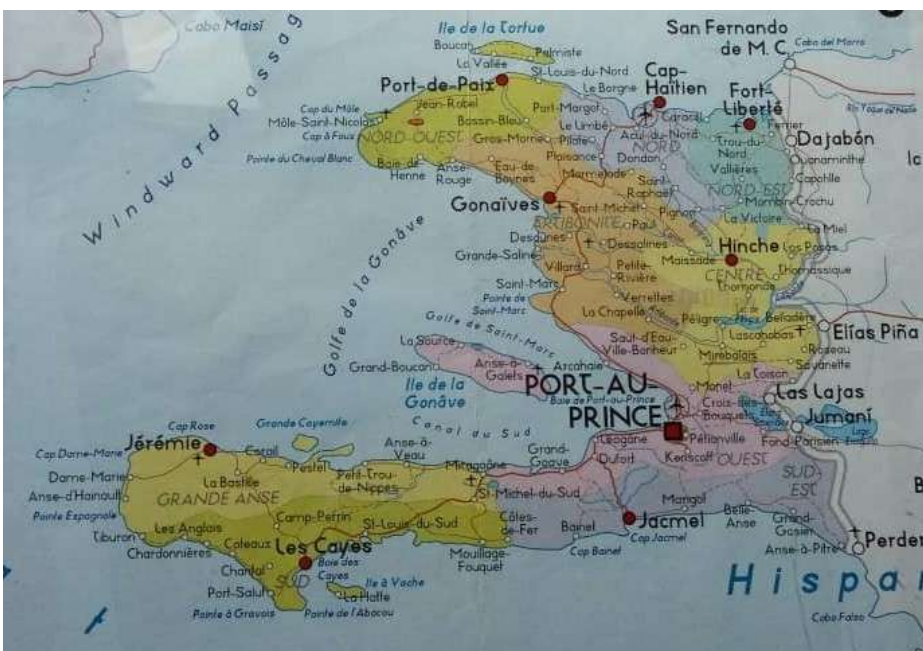 Cabo Maisí
Windward Passag
Ile de la Tortue
Boucan
Palmiste
La Vallée
Port-de-Paix
St-Louis-du-Nord
Le Borgne
Cap-
Haïtien
San Fernando
de M. C.
Cabo del Morro
Fort-
Liberté
Cap du Môle
Môle-Saint-Nicolas
Cap à Foux
Jean-Rabel
NORD-OUEST
Bassin-Bleu
Port-Margot
Le Limbé
Caracol
Acul-du-Nord
NORD
Ferrier
Dajabón
Pointe du Cheval Blanc
Baie-de-
Henne
Anse-
Rouge
Gros-Morne
Pilate
Plaisance
Dondon
Trou-du-
Nord
Vallières
Ouanaminthe
Capotille
NORD-EST
Marmelade
Saint-
Raphaël
Mombin-Crochu
Gonaïves
Saint-Michel
Pignon
La Victoire
ARTIBONITE
Golfe de la Gonâve
Desdunes
Grande-Saline
Dessalines
Maissade
Hinche
La Miel
Los Posos
Thomassique
CENTRE
Thomonde
Villard
Petite-
Rivière
Saint-Marc
Pointe de
Saint-Marc
Verrettes
La Chapelle
Péligre
Belladère
Lascahobas
Elías Piña
Golfe de Saint-Marc
Saut-d'Eau-
Ville-Bonheur
Mirebalais
Savanette
La Source
Grand-Boucan
Anse-à-
Galets
Arcahaie
La Toison
Ile de la
Gonâve
PORT-AU-
PRINCE
Baie de Port-au-Prince
Croix-des-
Bouquets
Las Lajas
Jumaní
Fond-Parisien
Canal du Sud
Cap Rose
Grande Cayemite
Jérémie
Cap Dame-Marie
Dame-Marie
Anse-d'Hainault
Pointe Espagnole
Corail
Pestel
La Bastille
GRANDE ANSE
Anse-à-
Veau
Petit-Trou-
de-Nippes
Miragoâne
Grand-
Goave
Léogane
Dufort
Pétionville
Kenscoff
OUEST
SUD-
EST
St-Michel-du-Sud
Tiburon
Les Anglais
Chardonnières
Coteaux
Camp-Perrin
St-Louis-du-Sud
Côtes-
de-Fer
Bainet
Cap Bainet
Jacmel
Cap Jacmel
Marigot
Belle-
Anse
Grand-
Gosier
Anse-à-Pitre
Perder
Les Cayes
Baie des
Cayes
Mouillage-
Fouquet
Chantal
Port-Salut
SUD
Ile à Vache
La Hatte
Pointe à Gravois
Pointe de l'Abacou
Hispar
Cabo Falso